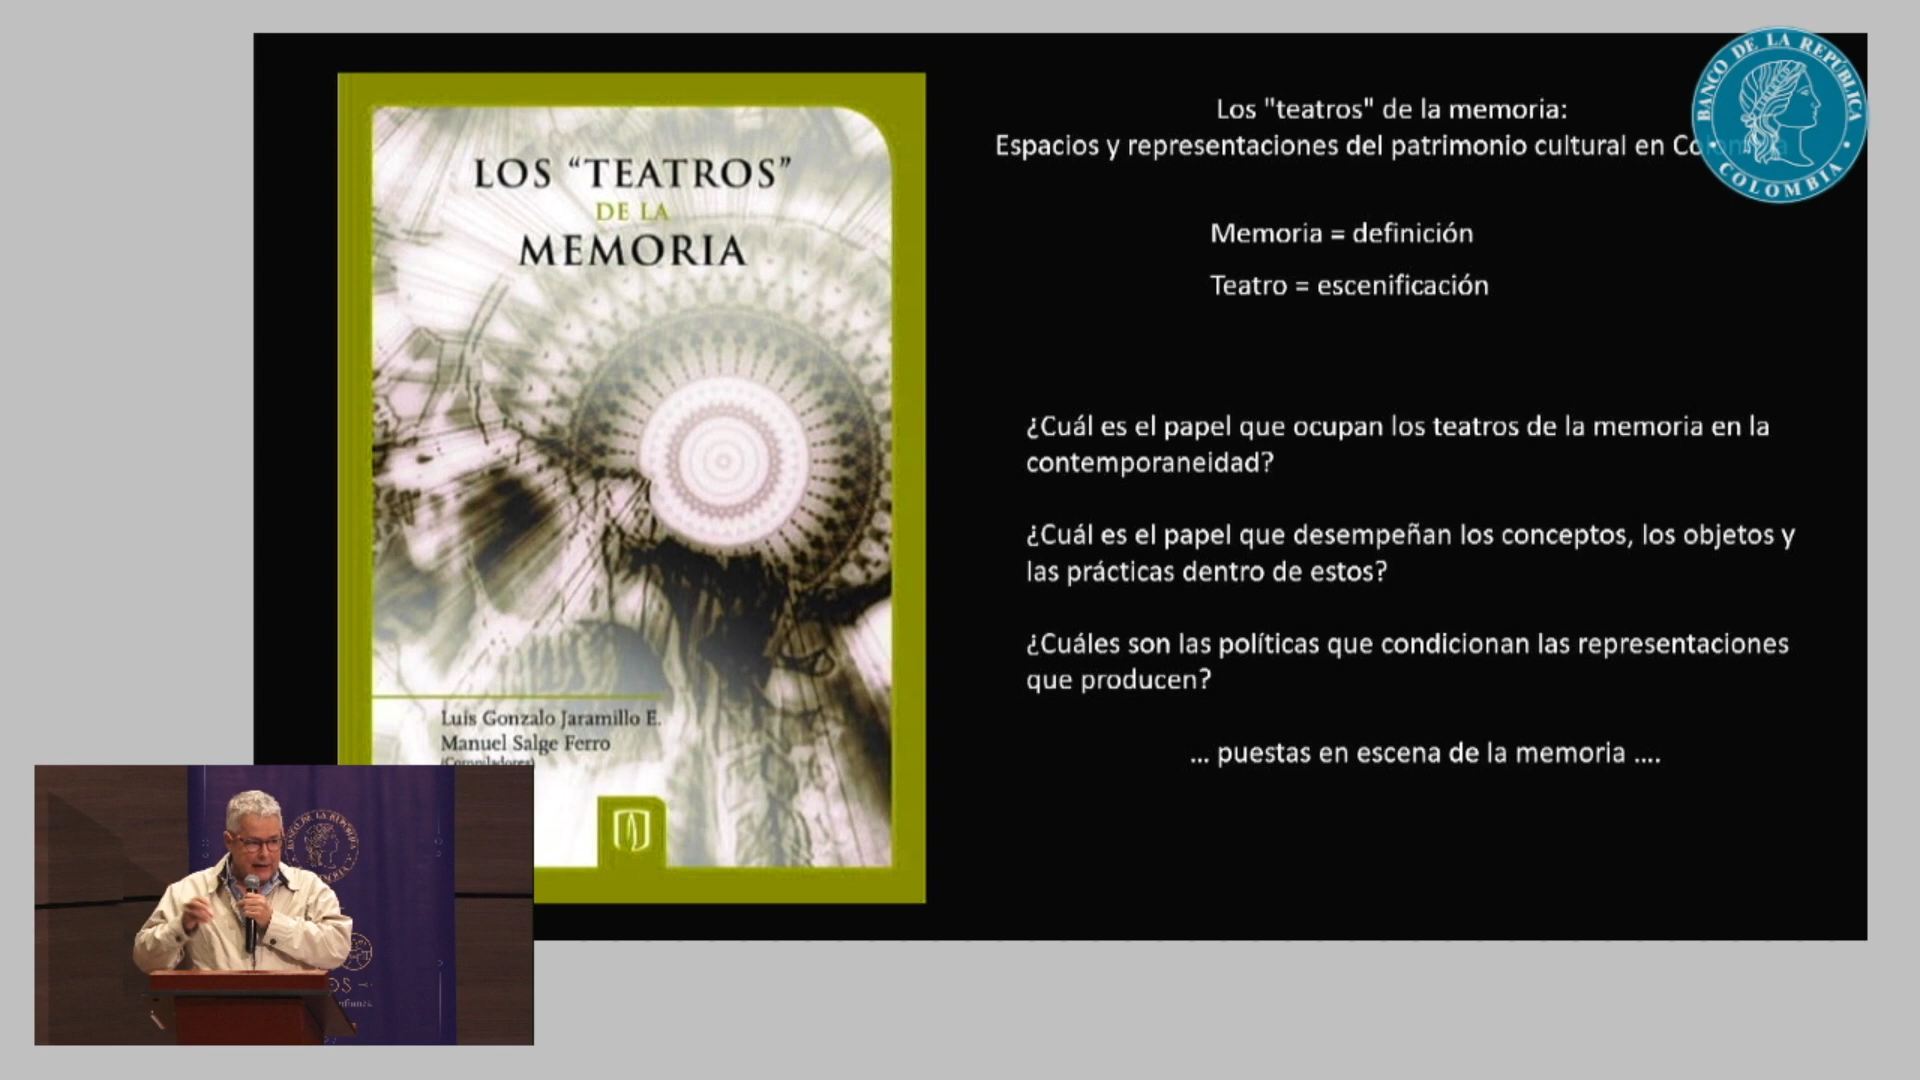 LOS “TEATROS”
DE LA
MEMORIA
Luis Gonzalo Jaramillo E.
Manuel Salge Ferro
(Compiladores)
Los "teatros" de la memoria:
Espacios y representaciones del patrimonio cultural en
Memoria = definición
Teatro = escenificación
¿Cuál es el papel que ocupan los teatros de la memoria en la
contemporaneidad?
¿Cuál es el papel que desempeñan los conceptos, los objetos y
las prácticas dentro de estos?
¿Cuáles son las políticas que condicionan las representaciones
que producen?
... puestas en escena de la memoria ....
BANCO DE LA REPÚBLICA
COLOMBIA